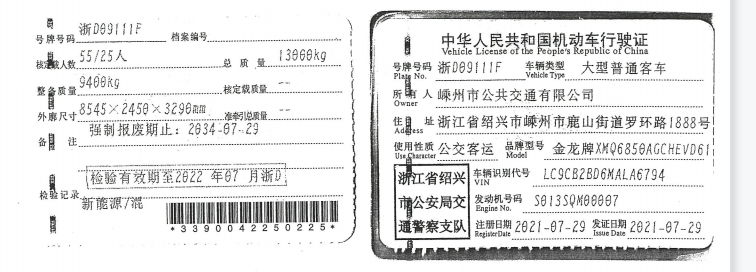 号牌号码 浙D09111F 档案编号
核定载人数 55/25人 总质量 13000kg
整备质量 9400kg 核定载质量 --
外廓尺寸 8545×2450×3290mm 准牵引总质量 --
备注 强制报废期止：2034-07-29
检验有效期至2022 年07 月浙D
检验记录
新能源/混
*3390042250225*
中华人民共和国机动车行驶证
Vehicle License of the People's Republic of China
号牌号码 浙D09111F 车辆类型 大型普通客车
Plate No. Vehicle Type
所有人 嵊州市公共交通有限公司
Owner
住址 浙江省绍兴市嵊州市鹿山街道罗环路1888号
Address
使用性质 公交客运 品牌型号 金龙牌XMQ6850AGCHEVD61
Use Character Model
浙江省绍兴市公安局交通警察支队
车辆识别代号 LC9CB2BD6MALA6794
VIN
发动机号码 S013SQM00007
Engine No.
注册日期 2021-07-29 发证日期 2021-07-29
Register Date Issue Date